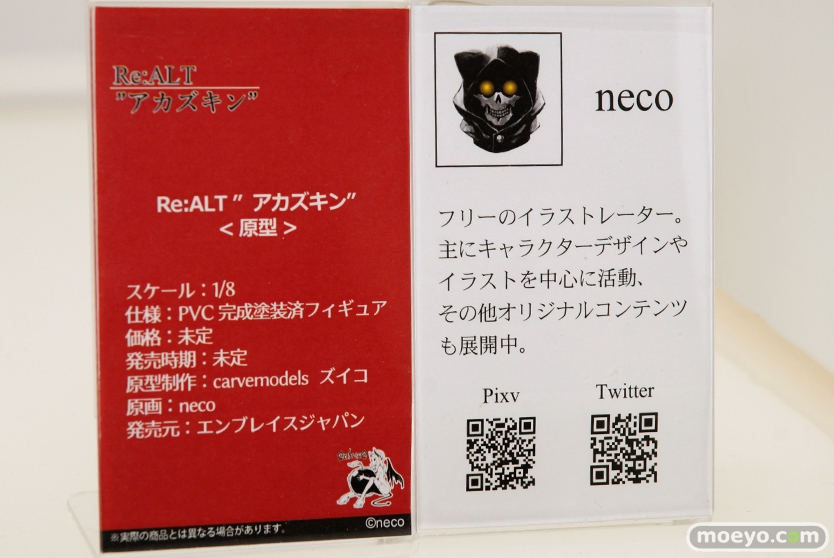 Re:ALT
"アカズキン"
Re:ALT " アカズキン"
< 原型 >
スケール：1/8
仕様：PVC 完成塗装済フィギュア
価格：未定
発売時期：未定
原型制作：carvemodels ズイコ
原画：neco
発売元：エンブレイスジャパン
※実際の商品とは異なる場合があります。
©neco
neco
フリーのイラストレーター。
主にキャラクターデザインや
イラストを中心に活動、
その他オリジナルコンテンツ
も展開中。
Pixv
Twitter
moeyo.com